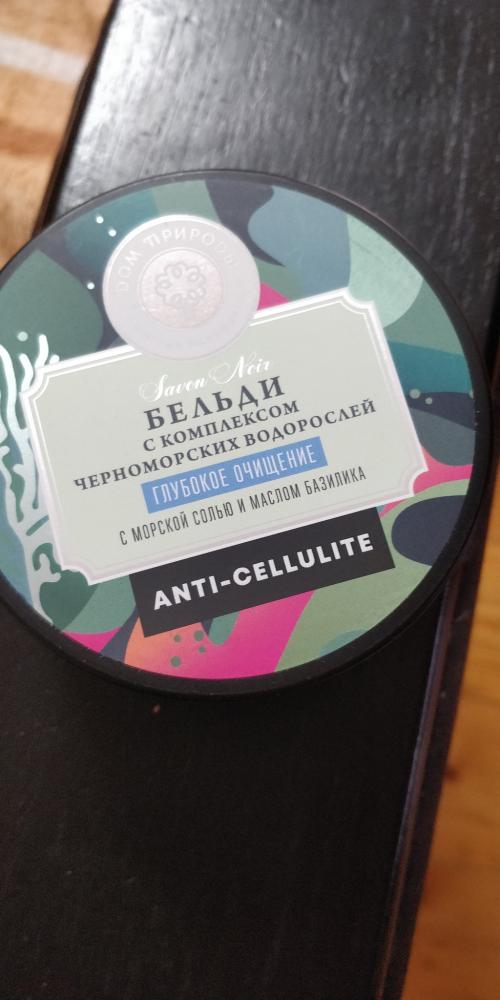 ДОМ ПРИРОДЫ
Savon Noir
БЕЛЬДИ
С КОМПЛЕКСОМ
ЧЕРНОМОРСКИХ ВОДОРОСЛЕЙ
ГЛУБОКОЕ ОЧИЩЕНИЕ
С МОРСКОЙ СОЛЬЮ И МАСЛОМ БАЗИЛИКА
ANTI-CELLULITE